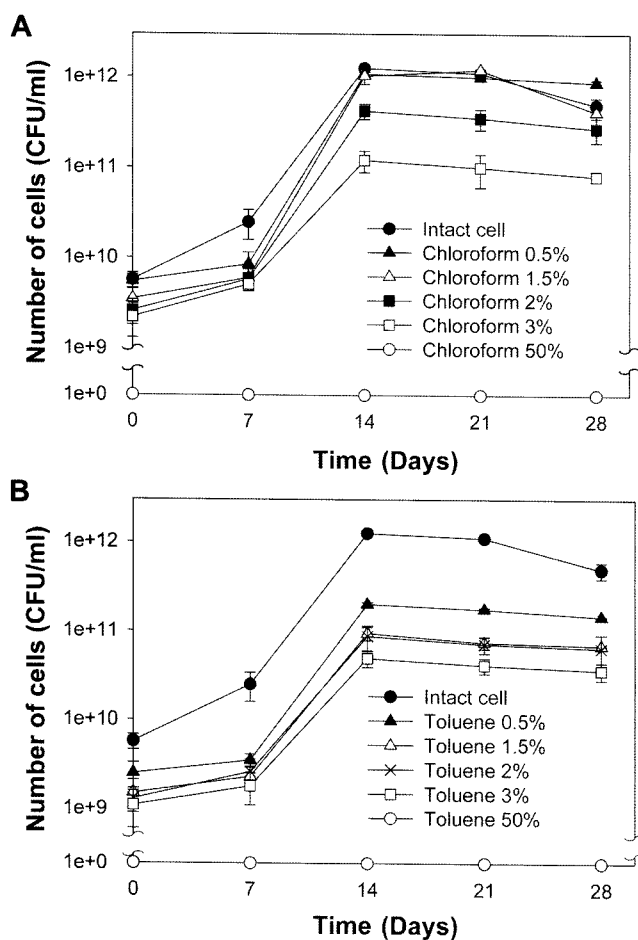 A
Number of cells (CFU/ml)
1e+12
1e+11
1e+10
1e+9
1e+0
Intact cell
Chloroform 0.5%
Chloroform 1.5%
Chloroform 2%
Chloroform 3%
Chloroform 50%
0 7 14 21 28
Time (Days)
B
Number of cells (CFU/ml)
1e+12
1e+11
1e+10
1e+9
1e+0
Intact cell
Toluene 0.5%
Toluene 1.5%
Toluene 2%
Toluene 3%
Toluene 50%
0 7 14 21 28
Time (Days)